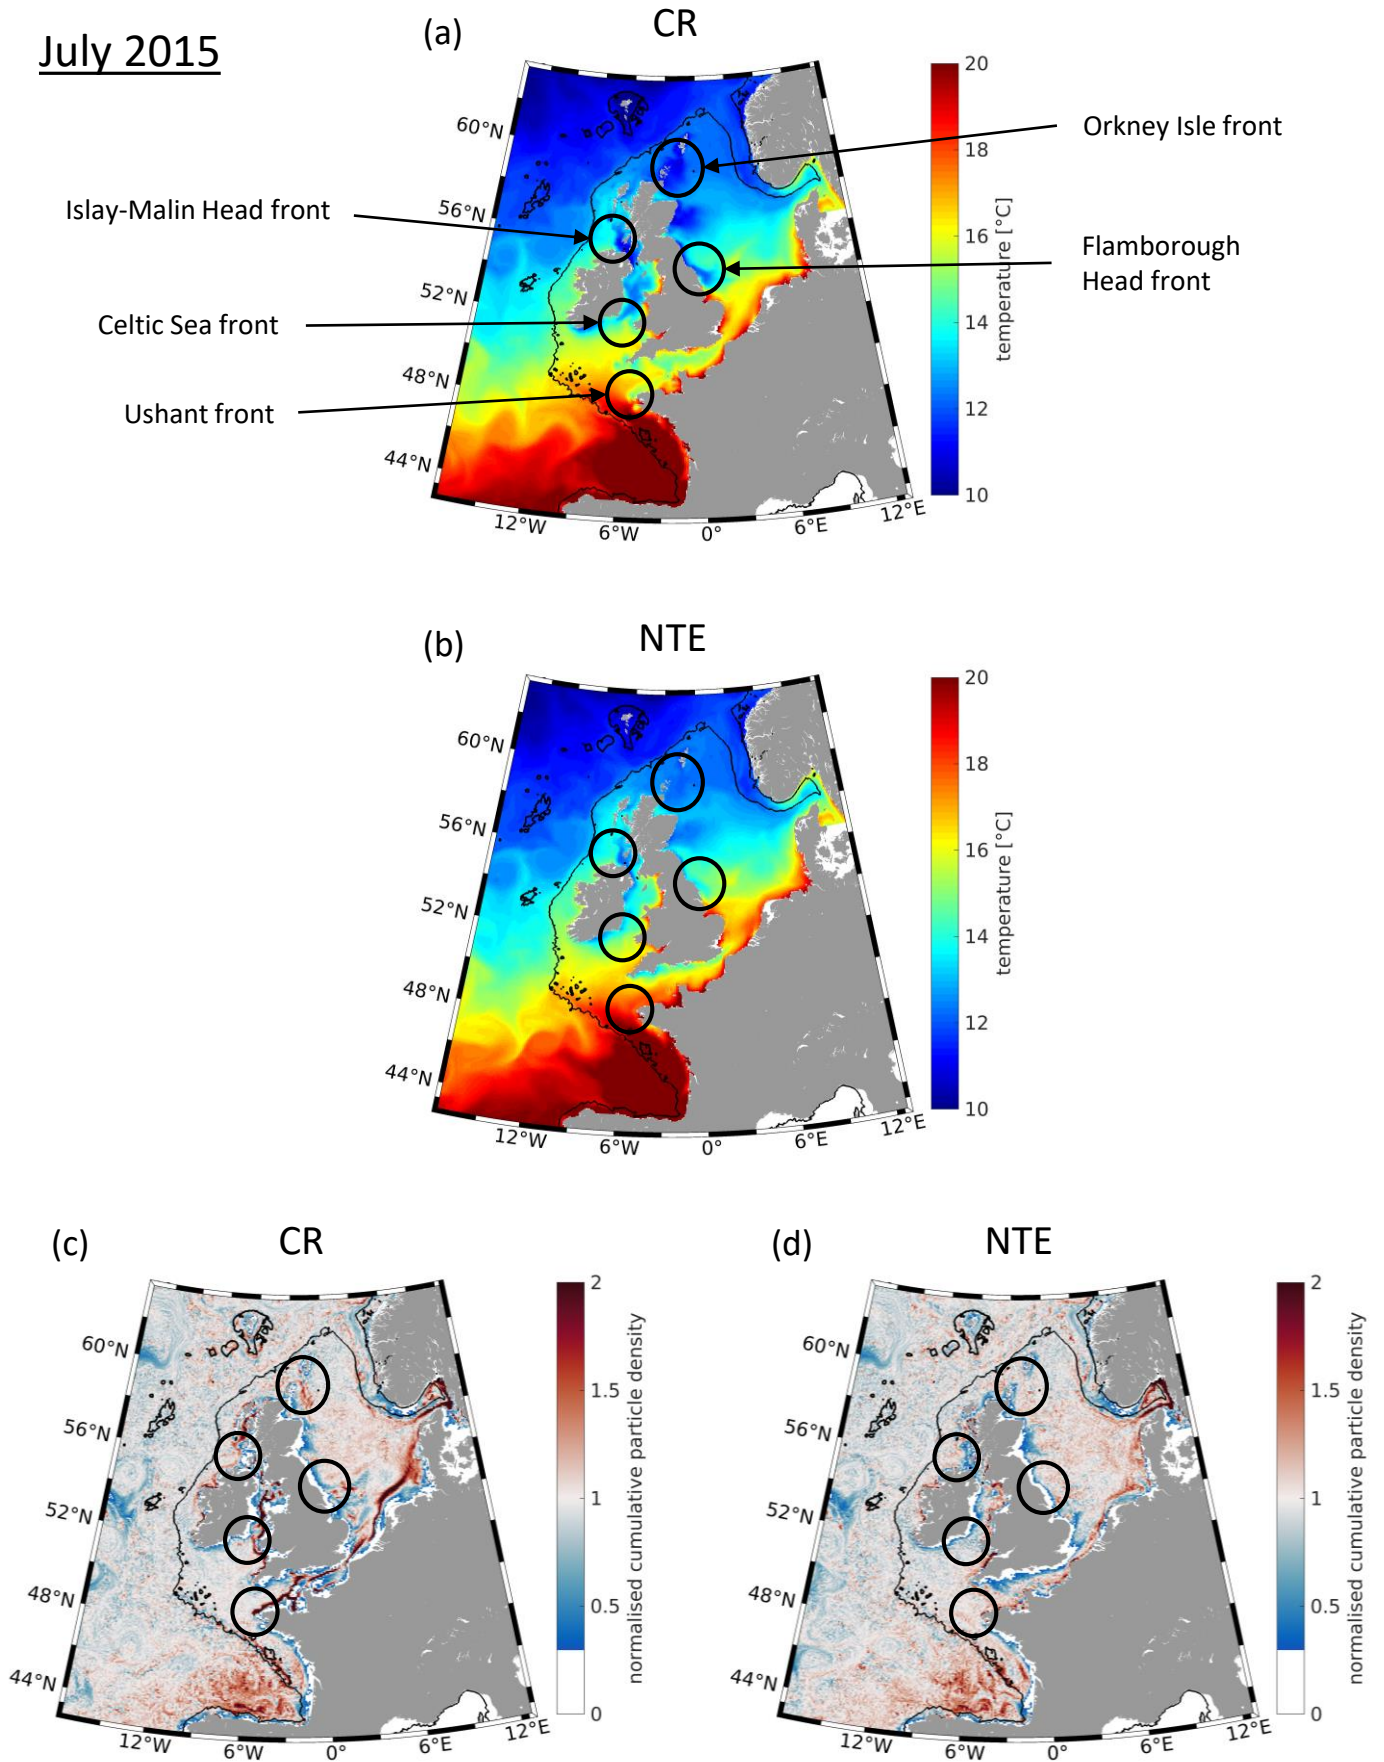 July 2015
(a)
CR
60°N
56°N
52°N
48°N
44°N
12°W
6°W
0°
6°E
12°E
20
18
16
14
12
10
temperature [°C]
Orkney Isle front
Islay-Malin Head front
Flamborough
Head front
Celtic Sea front
Ushant front
(b)
NTE
60°N
56°N
52°N
48°N
44°N
12°W
6°W
0°
6°E
12°E
20
18
16
14
12
10
temperature [°C]
(c)
CR
60°N
56°N
52°N
48°N
44°N
12°W
6°W
0°
6°E
12°E
2
1.5
1
0.5
0
normalised cumulative particle density
(d)
NTE
60°N
56°N
52°N
48°N
44°N
12°W
6°W
0°
6°E
12°E
2
1.5
1
0.5
0
normalised cumulative particle density